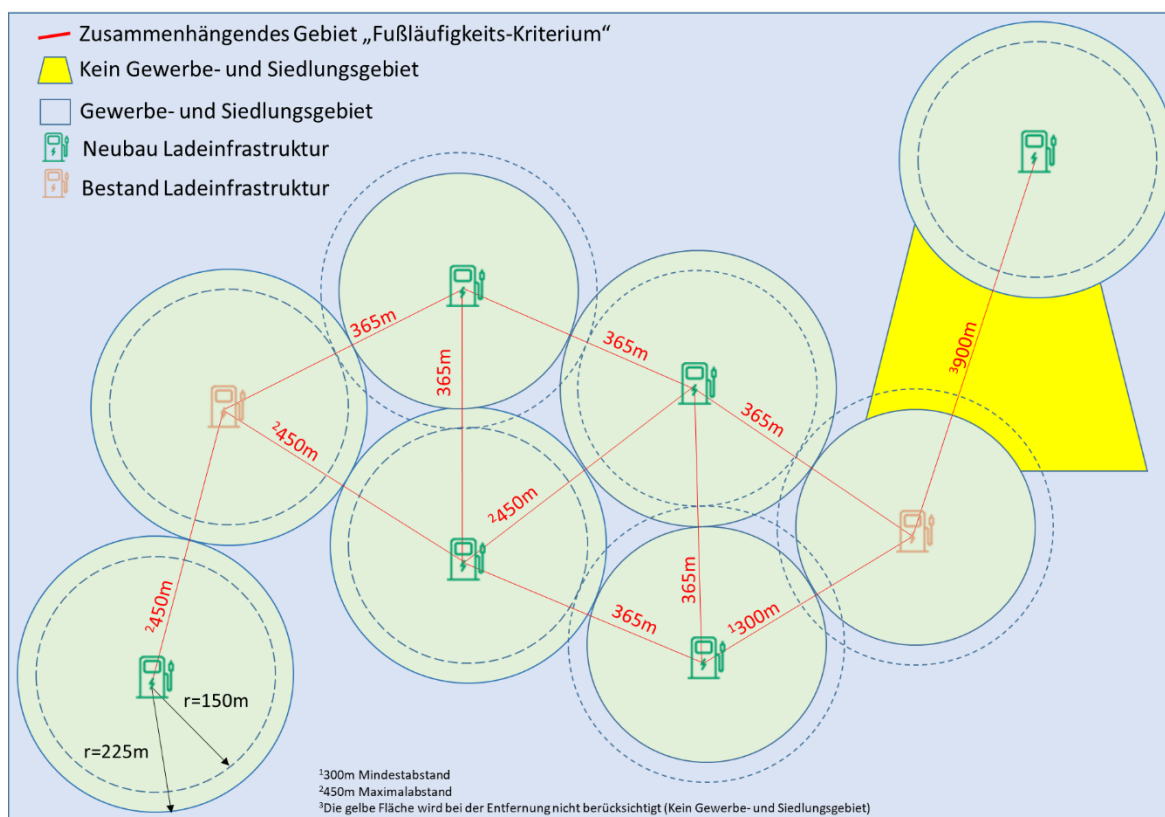 Zusammenhängendes Gebiet „Fußläufigkeits-Kriterium“
Kein Gewerbe- und Siedlungsgebiet
Gewerbe- und Siedlungsgebiet
Neubau Ladeinfrastruktur
Bestand Ladeinfrastruktur
365m
365m
365m
³900m
²450m
²450m
365m
²450m
365m
365m
¹300m
r=150m
r=225m
¹300m Mindestabstand
²450m Maximalabstand
³Die gelbe Fläche wird bei der Entfernung nicht berücksichtigt (Kein Gewerbe- und Siedlungsgebiet)